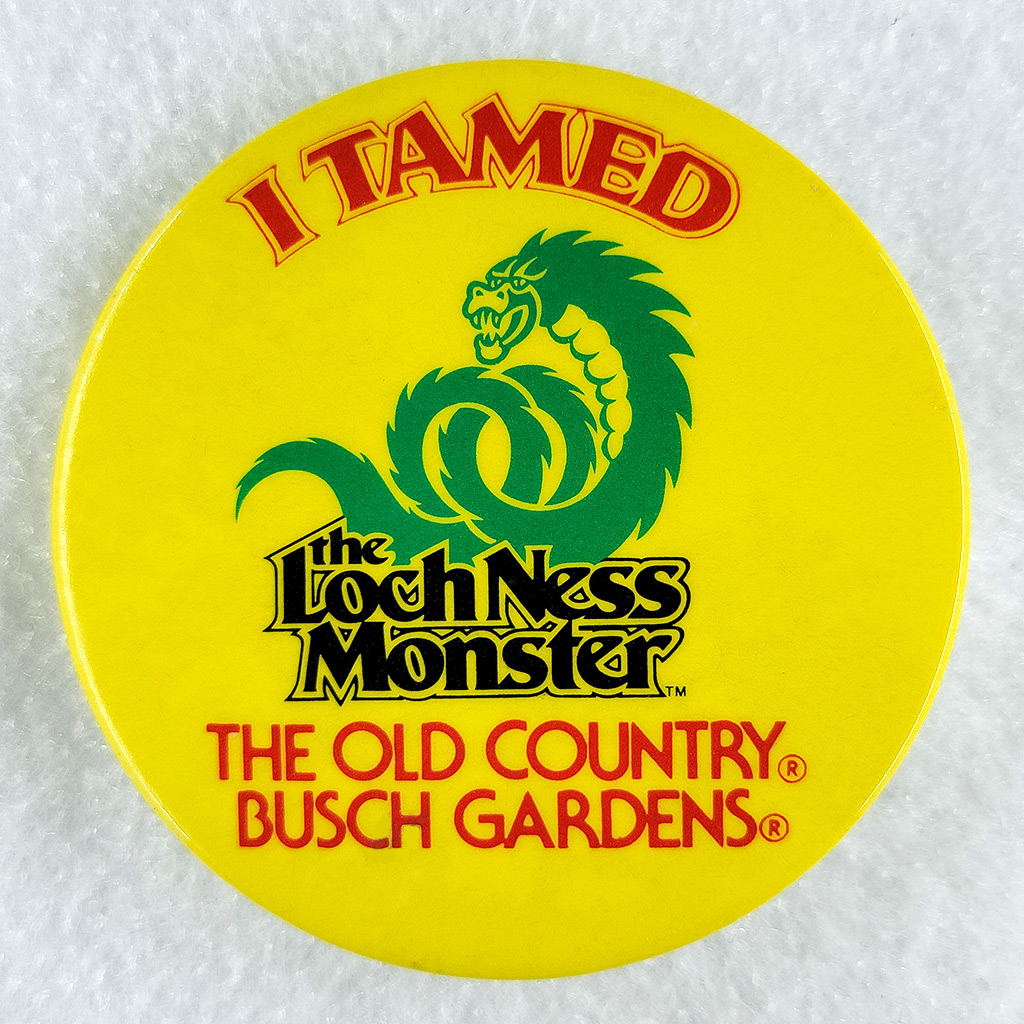 I TAMED
the
Loch Ness
Monster™
THE OLD COUNTRY®
BUSCH GARDENS®